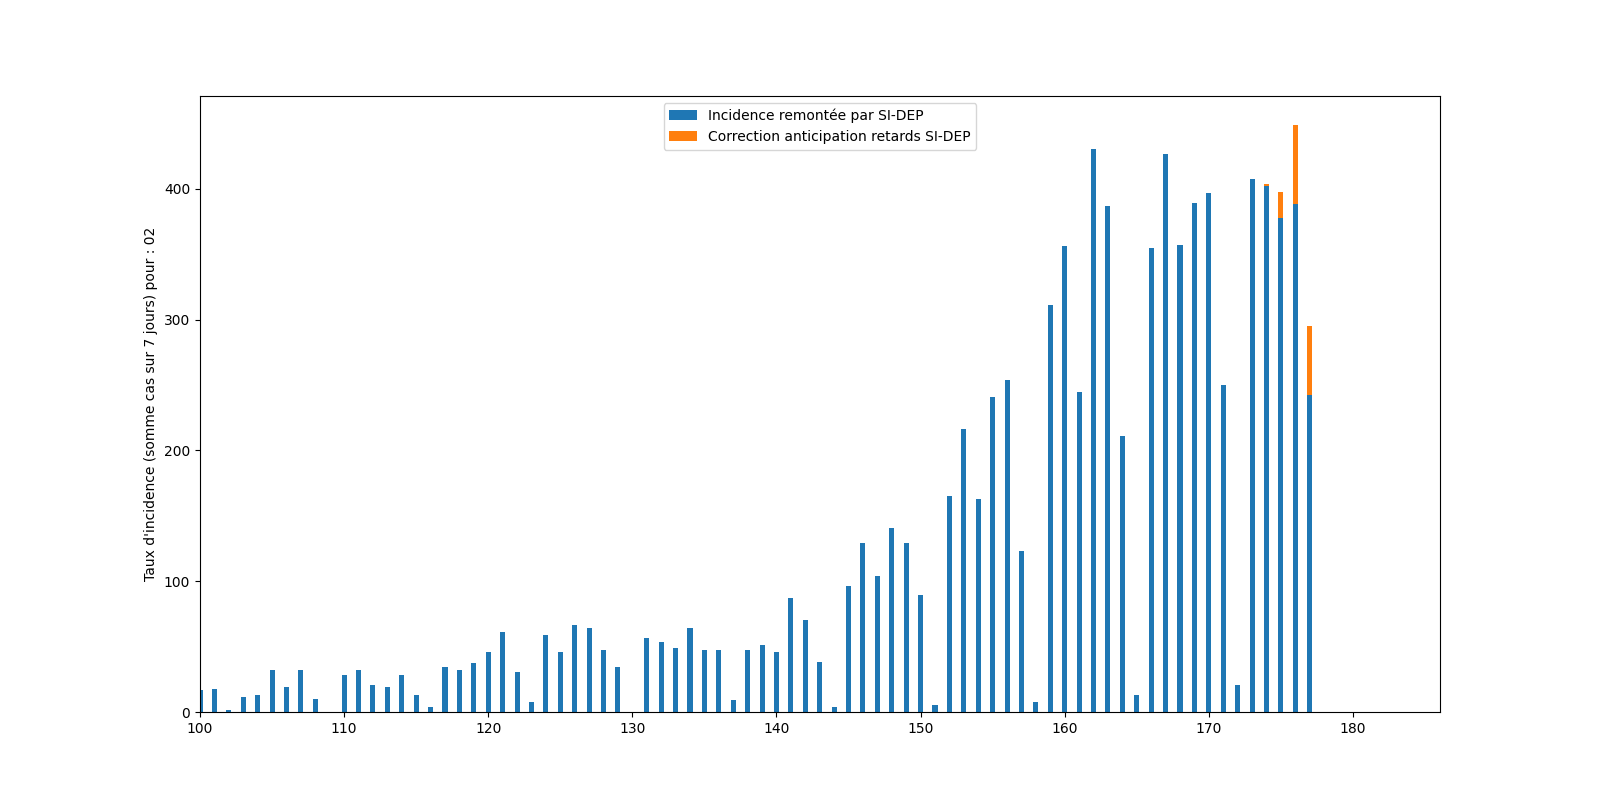 Incidence remontée par SI-DEP
Correction anticipation retards SI-DEP
Taux d'incidence (somme cas sur 7 jours) pour : 02
400
300
200
100
0
100 110 120 130 140 150 160 170 180